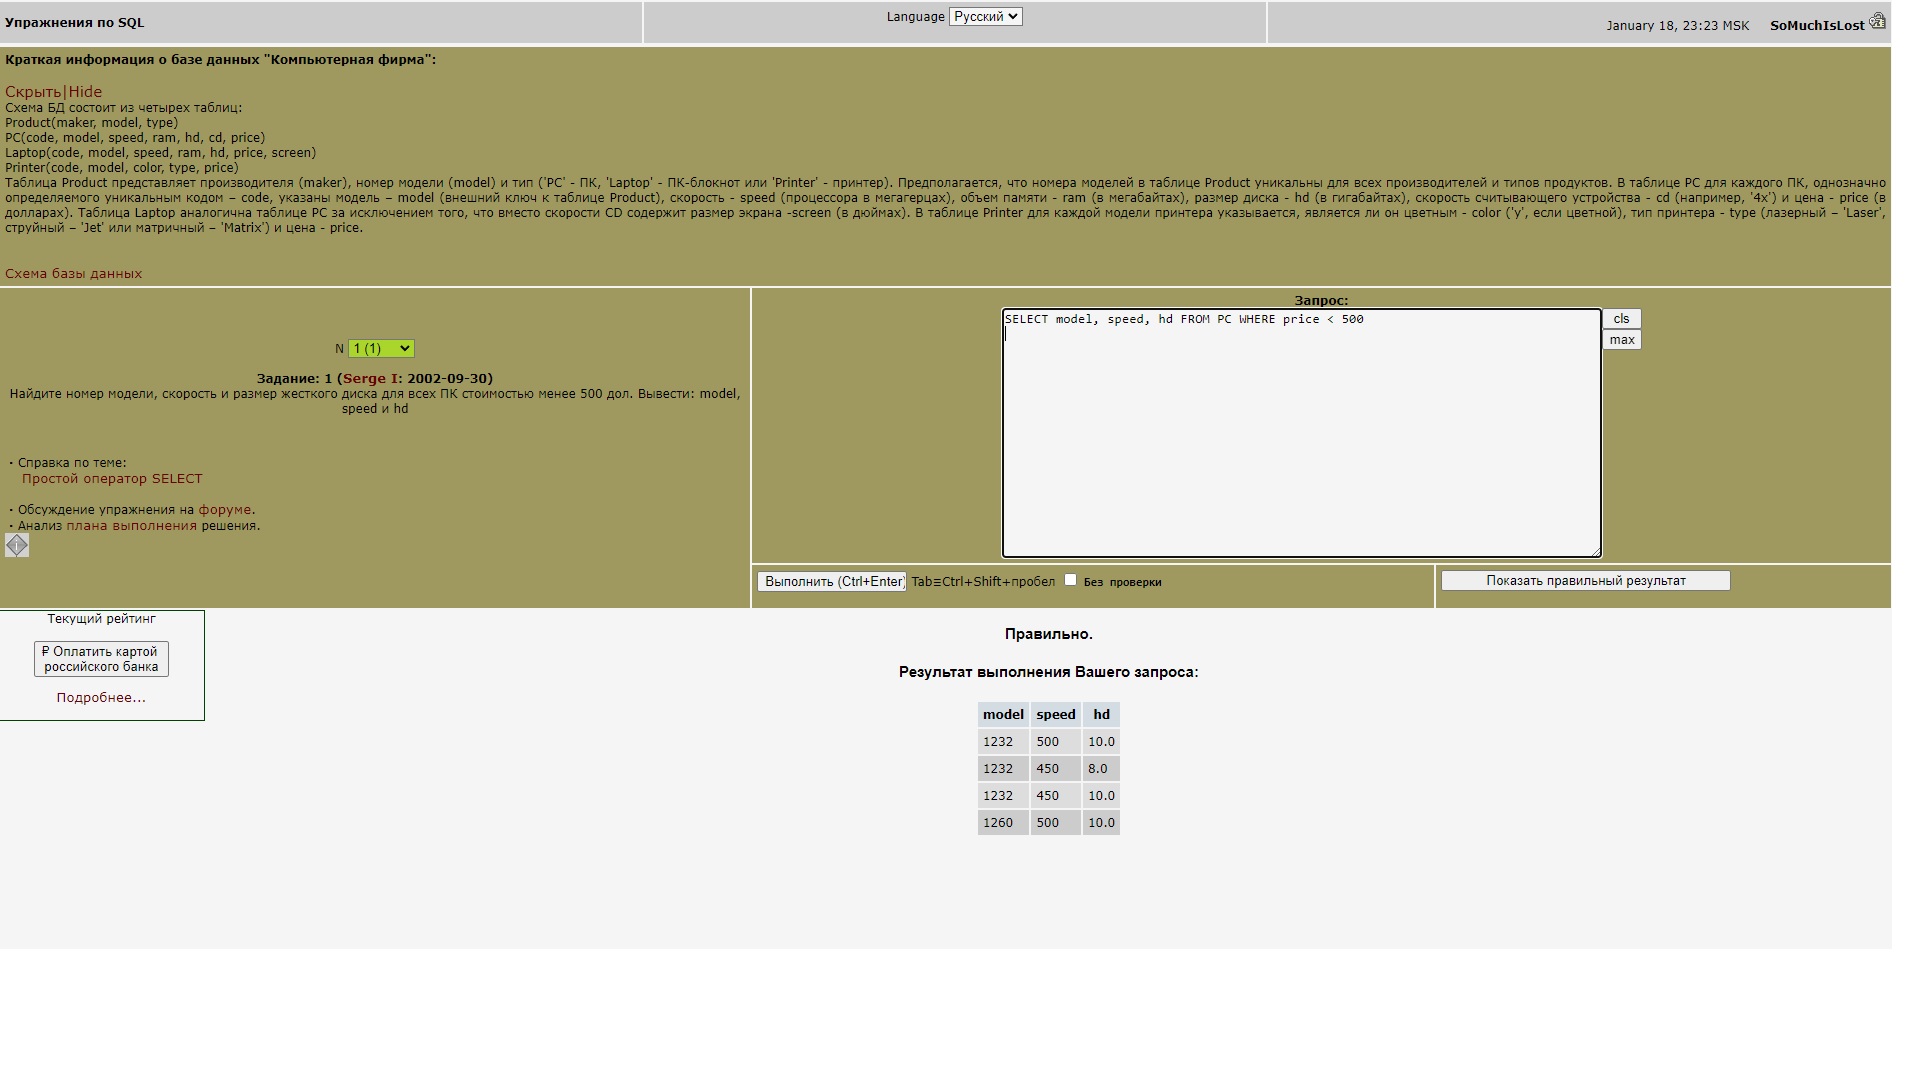 Упражнения по SQL
Language Русский
January 18, 23:23 MSK SoMuchIsLost
Краткая информация о базе данных "Компьютерная фирма":
Скрыть|Hide
Схема БД состоит из четырех таблиц:
Product(maker, model, type)
PC(code, model, speed, ram, hd, cd, price)
Laptop(code, model, speed, ram, hd, price, screen)
Printer(code, model, color, type, price)
Таблица Product представляет производителя (maker), номер модели (model) и тип ('PC' - ПК, 'Laptop' - ПК-блокнот или 'Printer' - принтер). Предполагается, что номера моделей в таблице Product уникальны для всех производителей и типов продуктов. В таблице PC для каждого ПК, однозначно
определяемого уникальным кодом – code, указаны модель – model (внешний ключ к таблице Product), скорость - speed (процессора в мегагерцах), объем памяти - ram (в мегабайтах), размер диска - hd (в гигабайтах), скорость считывающего устройства - cd (например, '4x') и цена - price (в
долларах). Таблица Laptop аналогична таблице РС за исключением того, что вместо скорости CD содержит размер экрана -screen (в дюймах). В таблице Printer для каждой модели принтера указывается, является ли он цветным - color ('y', если цветной), тип принтера - type (лазерный – 'Laser',
струйный – 'Jet' или матричный – 'Matrix') и цена - price.
Схема базы данных
N 1 (1)
Задание: 1 (Serge I: 2002-09-30)
Найдите номер модели, скорость и размер жесткого диска для всех ПК стоимостью менее 500 дол. Вывести: model,
speed и hd
· Справка по теме:
Простой оператор SELECT
· Обсуждение упражнения на форуме.
· Анализ плана выполнения решения.
Запрос:
SELECT model, speed, hd FROM PC WHERE price < 500
cls
max
Выполнить (Ctrl+Enter) Tab≡Ctrl+Shift+пробел Без проверки
Показать правильный результат
Текущий рейтинг
₽ Оплатить картой
российского банка
Подробнее...
Правильно.
Результат выполнения Вашего запроса:
model speed hd
1232 500 10.0
1232 450 8.0
1232 450 10.0
1260 500 10.0